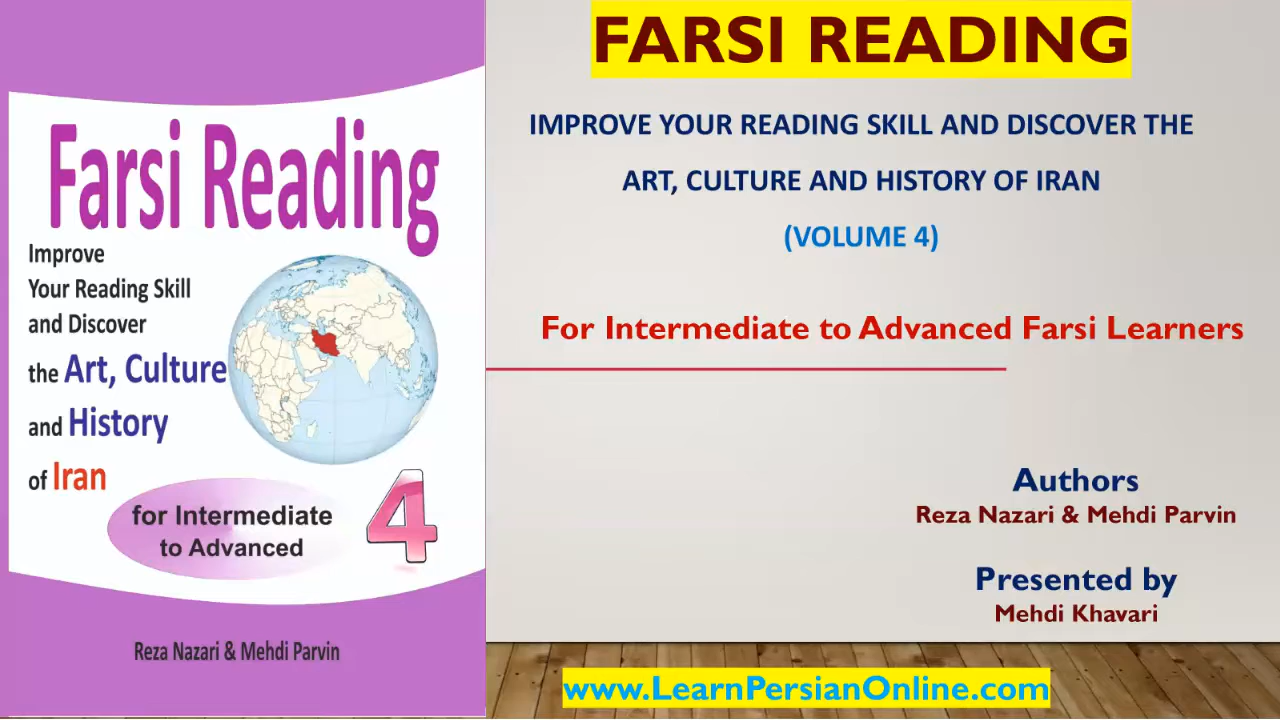 Farsi Reading
Improve
Your Reading Skill
and Discover
the Art, Culture
and History
of Iran
for Intermediate
to Advanced
4
Reza Nazari & Mehdi Parvin
FARSI READING
IMPROVE YOUR READING SKILL AND DISCOVER THE
ART, CULTURE AND HISTORY OF IRAN
(VOLUME 4)
For Intermediate to Advanced Farsi Learners
Authors
Reza Nazari & Mehdi Parvin
Presented by
Mehdi Khavari
www.LearnPersianOnline.com